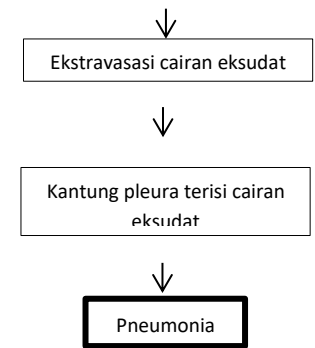 Ekstravasasi cairan eksudat
Kantung pleura terisi cairan
eksudat
Pneumonia